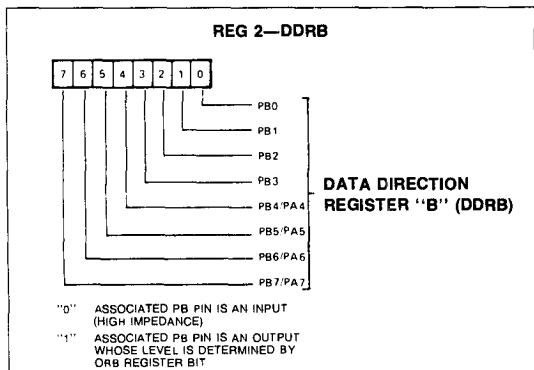 REG 2—DDRB
7 6 5 4 3 2 1 0
PB0
PB1
PB2
PB3
PB4/PA4
PB5/PA5
PB6/PA6
PB7/PA7
DATA DIRECTION
REGISTER "B" (DDRB)
"0" ASSOCIATED PB PIN IS AN INPUT
(HIGH IMPEDANCE)
"1" ASSOCIATED PB PIN IS AN OUTPUT
WHOSE LEVEL IS DETERMINED BY
ORB REGISTER BIT